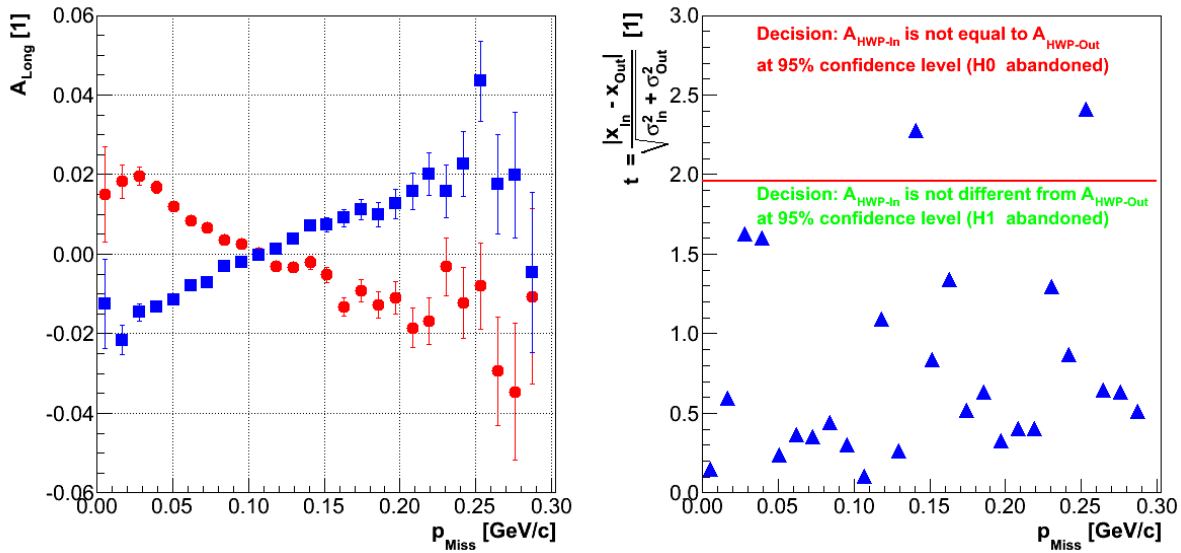 A_Long [1]
0.06
0.04
0.02
0.00
-0.02
-0.04
-0.06
0.00 0.05 0.10 0.15 0.20 0.25 0.30
p_Miss [GeV/c]
t = |x_In - x_Out| / √(σ²_In + σ²_Out) [1]
3.0
2.5
2.0
1.5
1.0
0.5
0.0
Decision: A_HWP-In is not equal to A_HWP-Out
at 95% confidence level (H0 abandoned)
Decision: A_HWP-In is not different from A_HWP-Out
at 95% confidence level (H1 abandoned)
0.00 0.05 0.10 0.15 0.20 0.25 0.30
p_Miss [GeV/c]